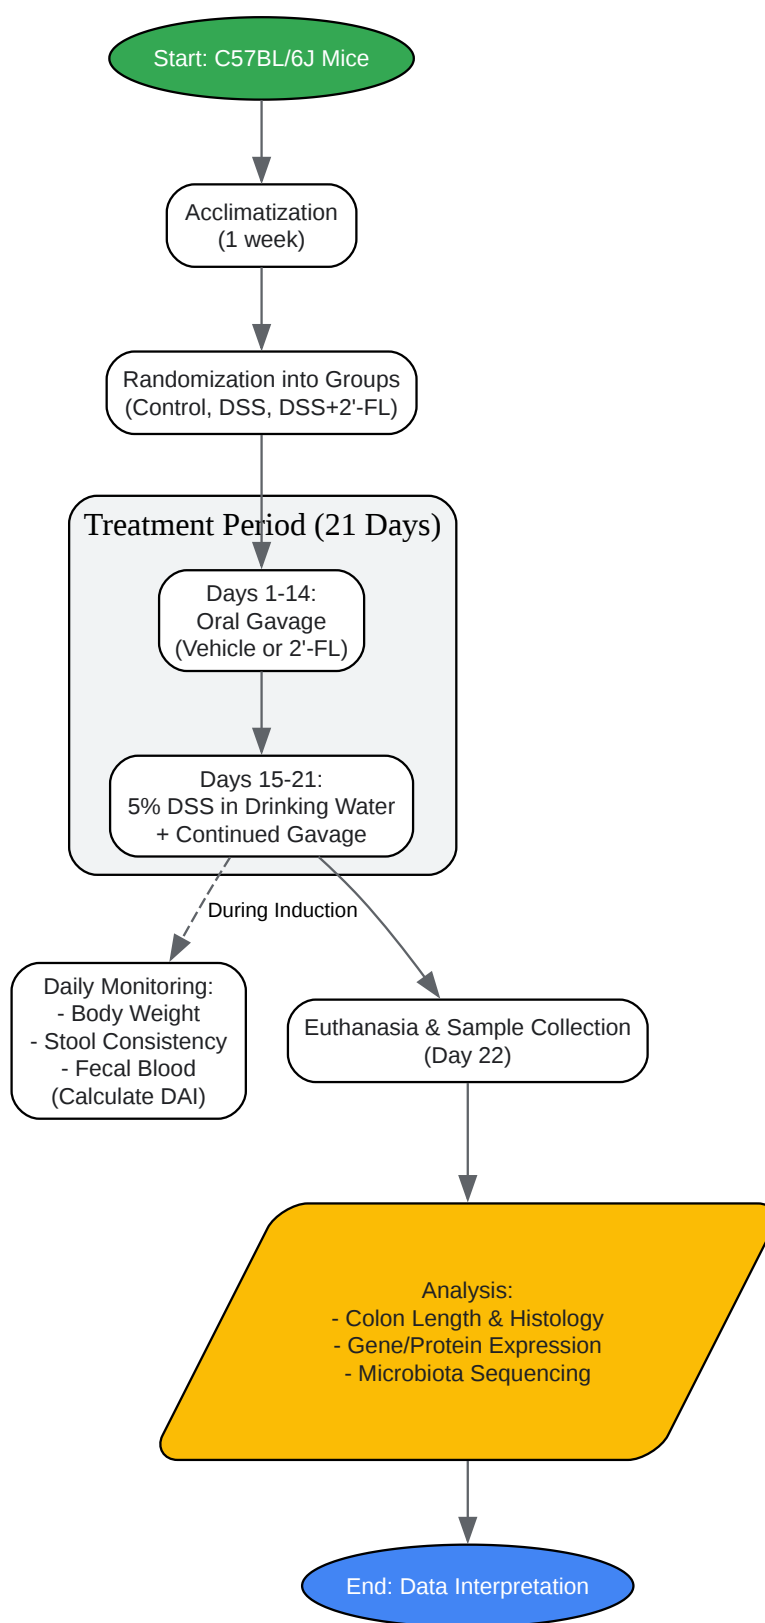 Start: C57BL/6J Mice
Acclimatization
(1 week)
Randomization into Groups
(Control, DSS, DSS+2'-FL)
Treatment Period (21 Days)
Days 1-14:
Oral Gavage
(Vehicle or 2'-FL)
Days 15-21:
5% DSS in Drinking Water
+ Continued Gavage
During Induction
Daily Monitoring:
- Body Weight
- Stool Consistency
- Fecal Blood
(Calculate DAI)
Euthanasia & Sample Collection
(Day 22)
Analysis:
- Colon Length & Histology
- Gene/Protein Expression
- Microbiota Sequencing
End: Data Interpretation